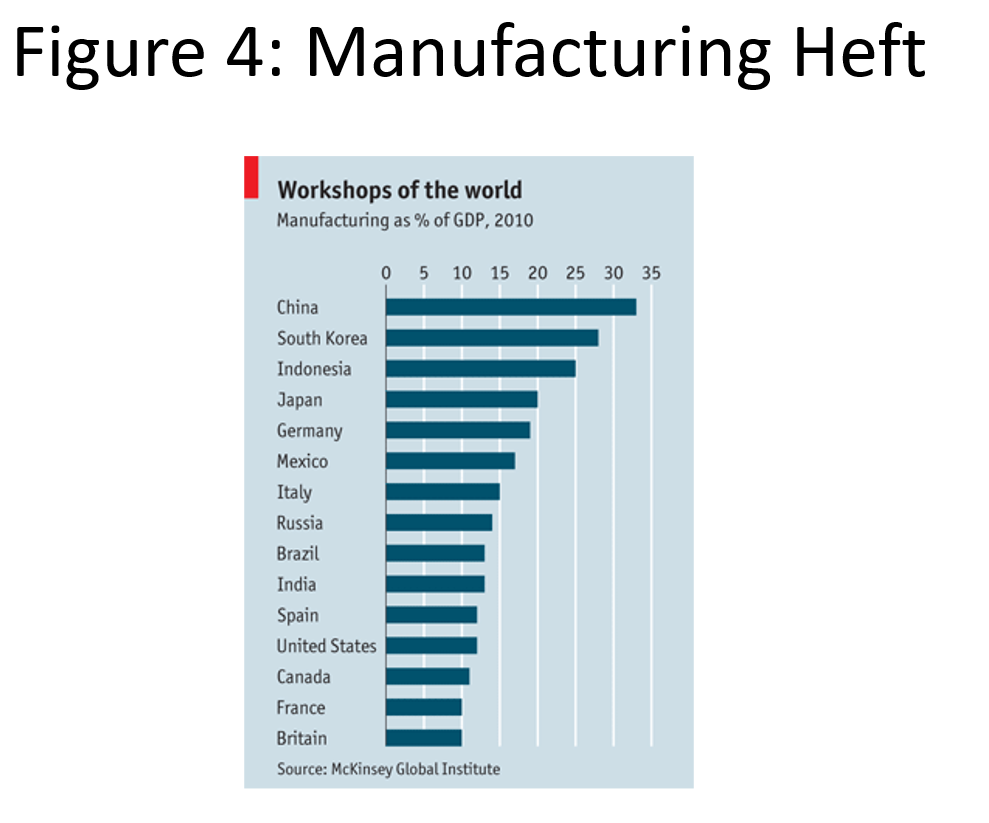 Figure 4: Manufacturing Heft
Workshops of the world
Manufacturing as % of GDP, 2010
0 5 10 15 20 25 30 35
China
South Korea
Indonesia
Japan
Germany
Mexico
Italy
Russia
Brazil
India
Spain
United States
Canada
France
Britain
Source: McKinsey Global Institute